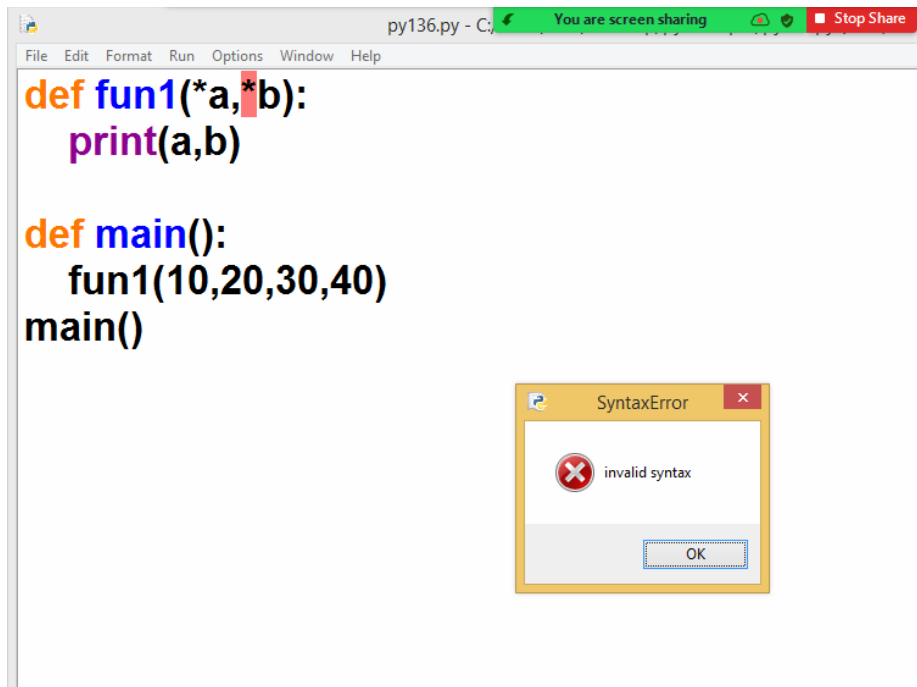 py136.py - C:/
You are screen sharing
Stop Share
File Edit Format Run Options Window Help
def fun1(*a,*b):
print(a,b)
def main():
fun1(10,20,30,40)
main()
SyntaxError
invalid syntax
OK